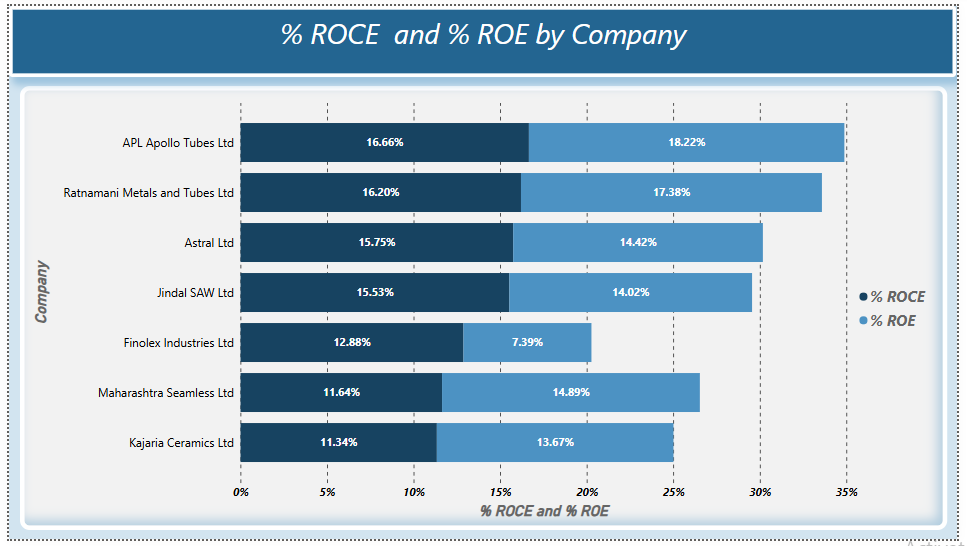 % ROCE and % ROE by Company
Company
APL Apollo Tubes Ltd 16.66% 18.22%
Ratnamani Metals and Tubes Ltd 16.20% 17.38%
Astral Ltd 15.75% 14.42%
Jindal SAW Ltd 15.53% 14.02%
Finolex Industries Ltd 12.88% 7.39%
Maharashtra Seamless Ltd 11.64% 14.89%
Kajaria Ceramics Ltd 11.34% 13.67%
0% 5% 10% 15% 20% 25% 30% 35%
% ROCE and % ROE
% ROCE
% ROE